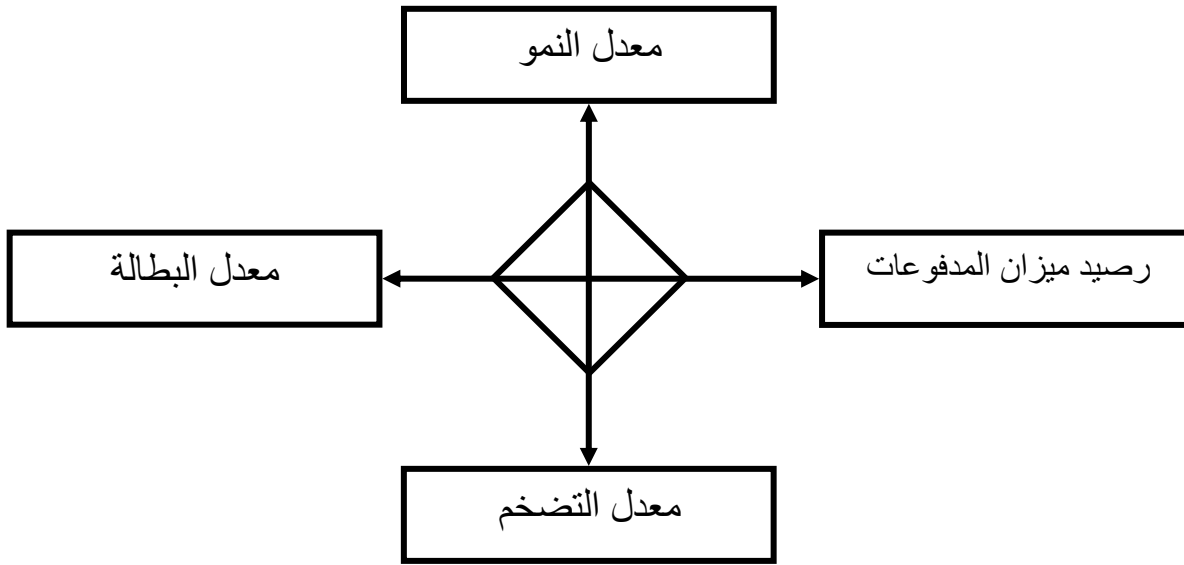 معدل النمو
رصيد ميزان المدفوعات
معدل البطالة
معدل التضخم